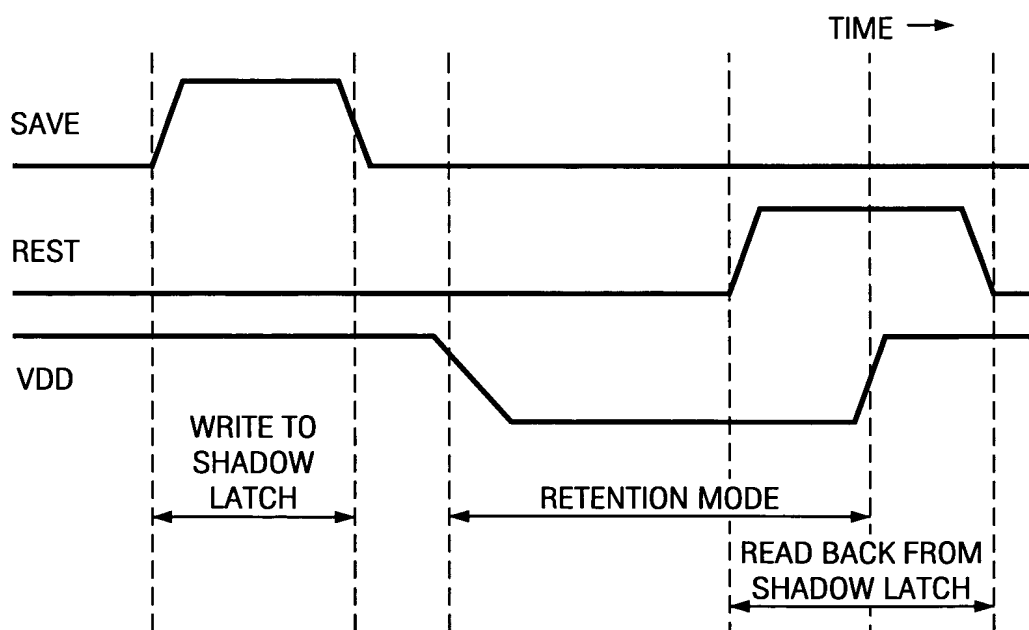 TIME
SAVE
REST
VDD
WRITE TO
SHADOW
LATCH
RETENTION MODE
READ BACK FROM
SHADOW LATCH